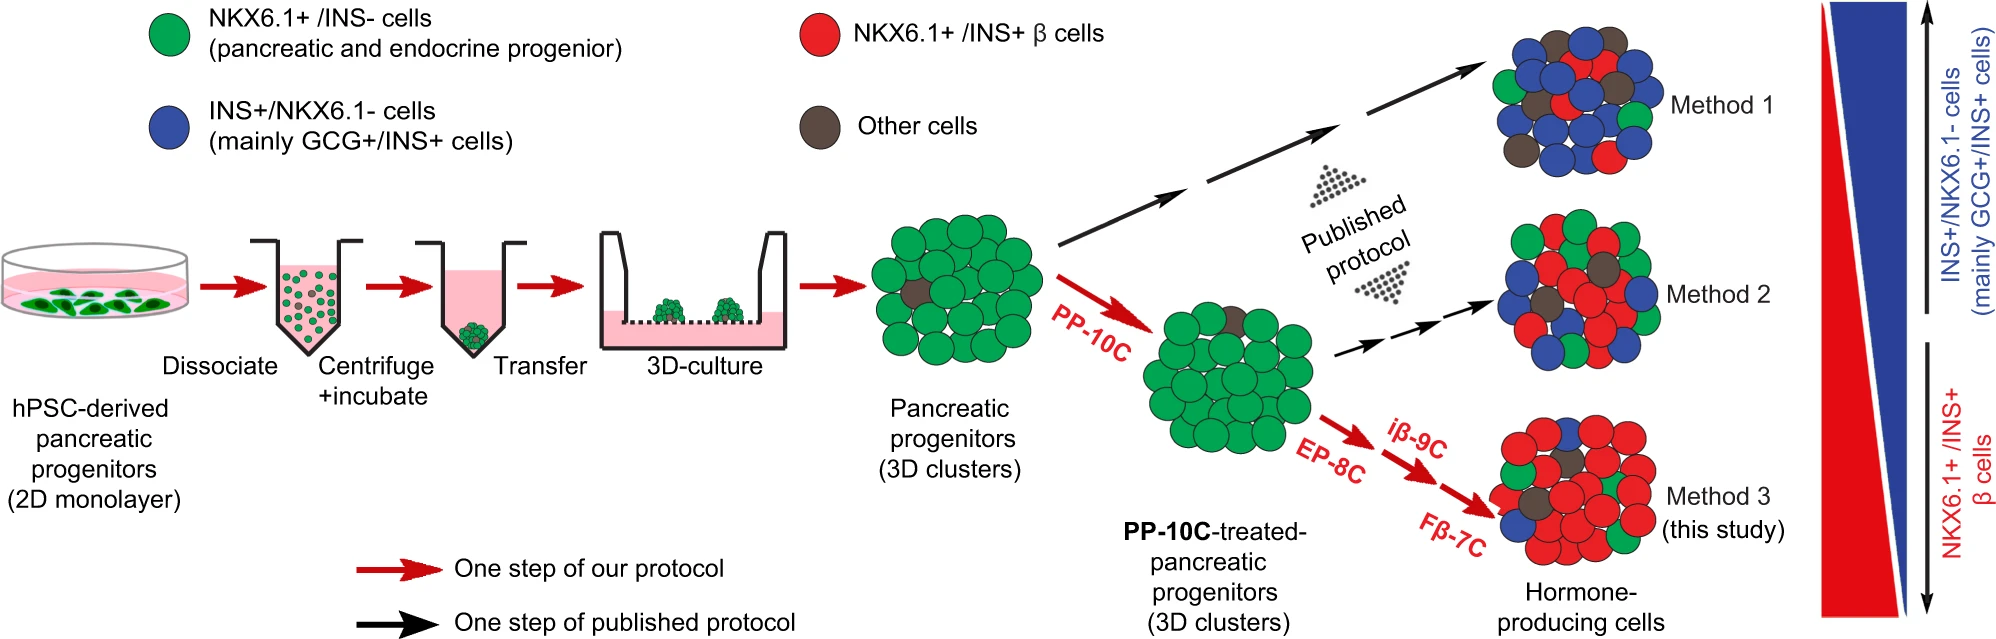 NKX6.1+ /INS- cells
(pancreatic and endocrine progenior)
NKX6.1+ /INS+ β cells
INS+/NKX6.1- cells
(mainly GCG+/INS+ cells)
Other cells
Dissociate
Centrifuge
+incubate
Transfer
3D-culture
hPSC-derived
pancreatic
progenitors
(2D monolayer)
Pancreatic
progenitors
(3D clusters)
PP-10C
PP-10C-treated-
pancreatic
progenitors
(3D clusters)
Published
protocol
EP-8C
iβ-9C
Fβ-7C
Method 1
Method 2
Method 3
(this study)
Hormone-
producing cells
INS+/NKX6.1- cells
(mainly GCG+/INS+ cells)
NKX6.1+ /INS+
β cells
One step of our protocol
One step of published protocol